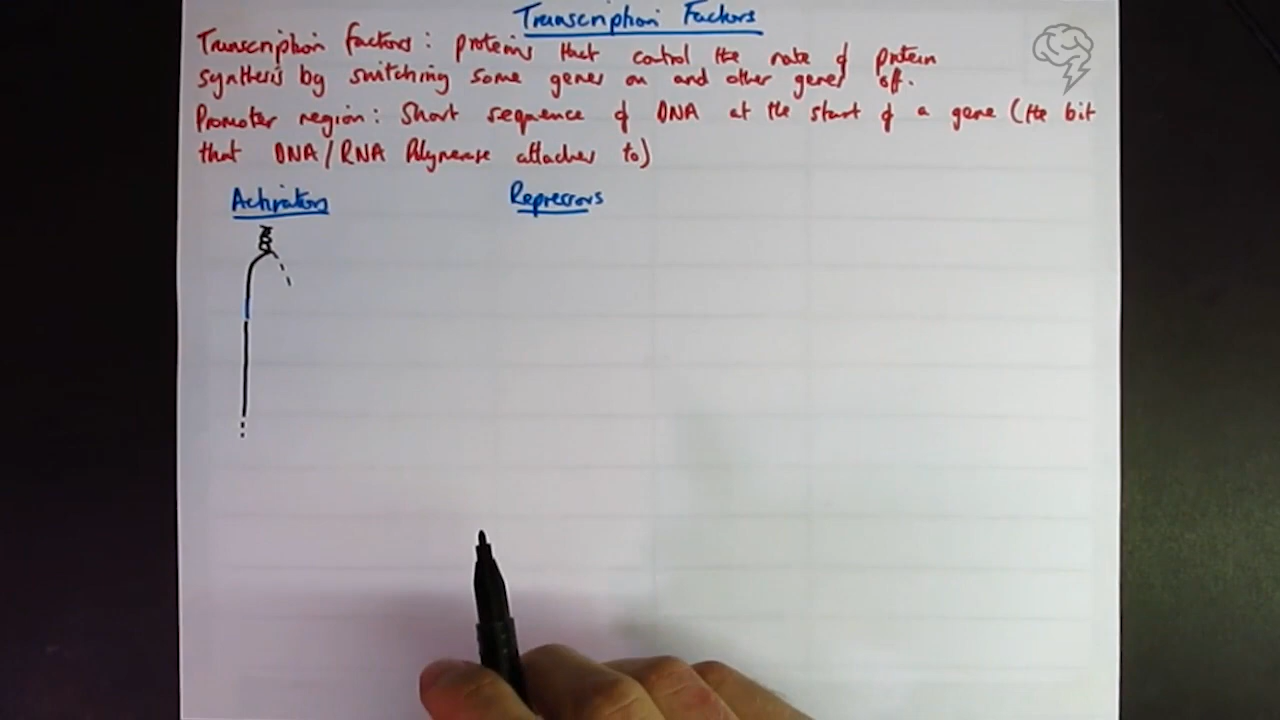 Transcription Factors
Transcription factors: proteins that control the rate of protein
synthesis by switching some genes on and other genes off.
Promoter region: Short sequence of DNA at the start of a gene (the bit
that DNA/RNA Polymerase attaches to)
Activation Repressors